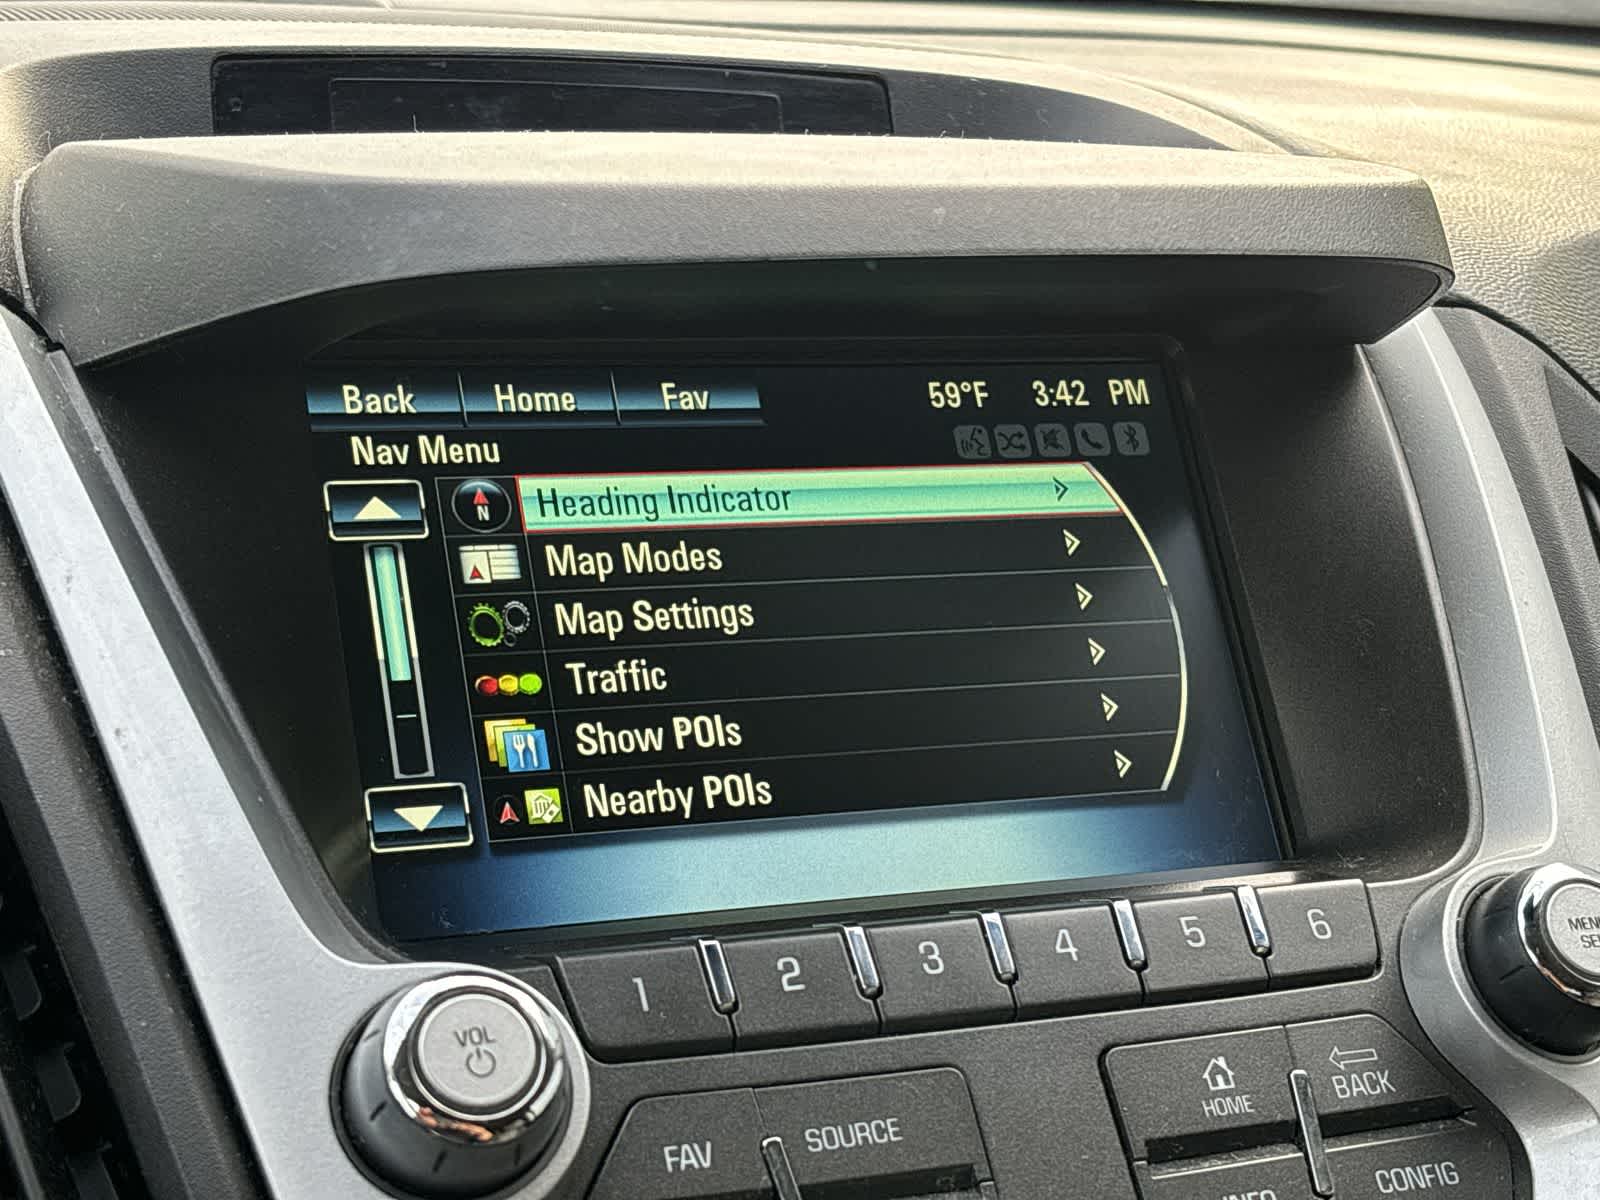 Back Home Fav 59°F 3:42 PM
Nav Menu
N Heading Indicator
Map Modes
Map Settings
Traffic
Show POIs
Nearby POIs
1 2 3 4 5 6
VOL
FAV SOURCE
HOME BACK
CONFIG